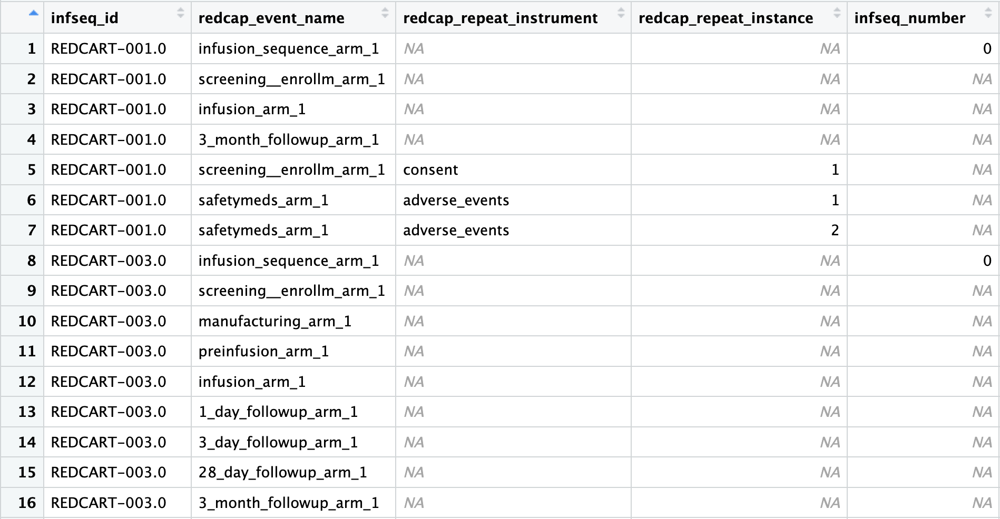 infseq_id redcap_event_name redcap_repeat_instrument redcap_repeat_instance infseq_number
1 REDCART-001.0 infusion_sequence_arm_1 NA NA 0
2 REDCART-001.0 screening__enrollm_arm_1 NA NA NA
3 REDCART-001.0 infusion_arm_1 NA NA NA
4 REDCART-001.0 3_month_followup_arm_1 NA NA NA
5 REDCART-001.0 screening__enrollm_arm_1 consent 1 NA
6 REDCART-001.0 safetymeds_arm_1 adverse_events 1 NA
7 REDCART-001.0 safetymeds_arm_1 adverse_events 2 NA
8 REDCART-003.0 infusion_sequence_arm_1 NA NA 0
9 REDCART-003.0 screening__enrollm_arm_1 NA NA NA
10 REDCART-003.0 manufacturing_arm_1 NA NA NA
11 REDCART-003.0 preinfusion_arm_1 NA NA NA
12 REDCART-003.0 infusion_arm_1 NA NA NA
13 REDCART-003.0 1_day_followup_arm_1 NA NA NA
14 REDCART-003.0 3_day_followup_arm_1 NA NA NA
15 REDCART-003.0 28_day_followup_arm_1 NA NA NA
16 REDCART-003.0 3_month_followup_arm_1 NA NA NA